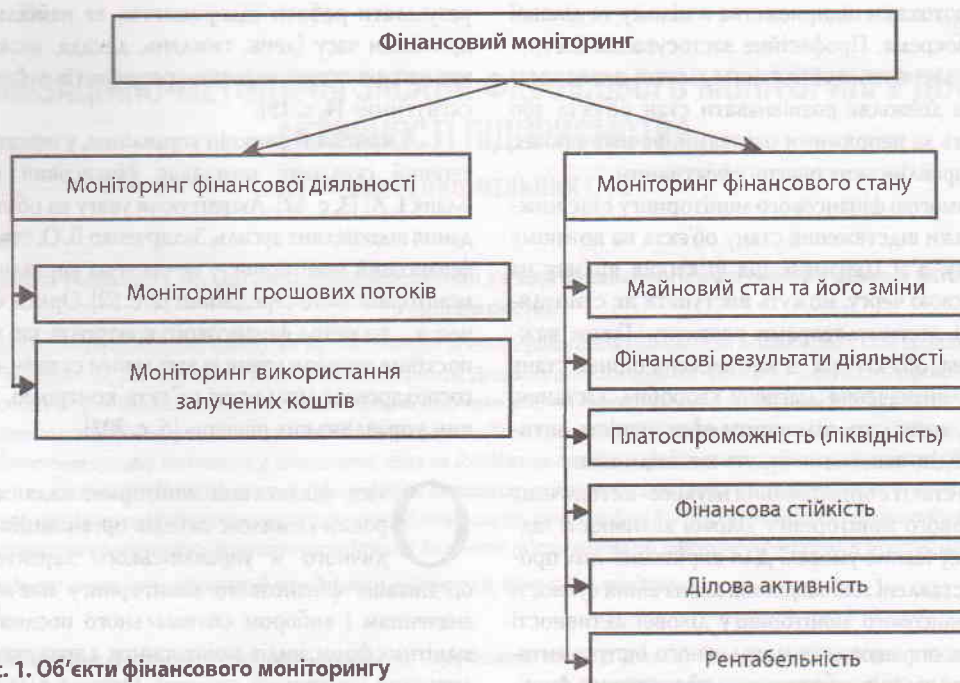 Фінансовий моніторинг
Моніторинг фінансової діяльності
Моніторинг грошових потоків
Моніторинг використання
залучених коштів
Моніторинг фінансового стану
Майновий стан та його зміни
Фінансові результати діяльності
Платоспроможність (ліквідність)
Фінансова стійкість
Ділова активність
Рентабельність
с. 1. Об’єкти фінансового моніторингу